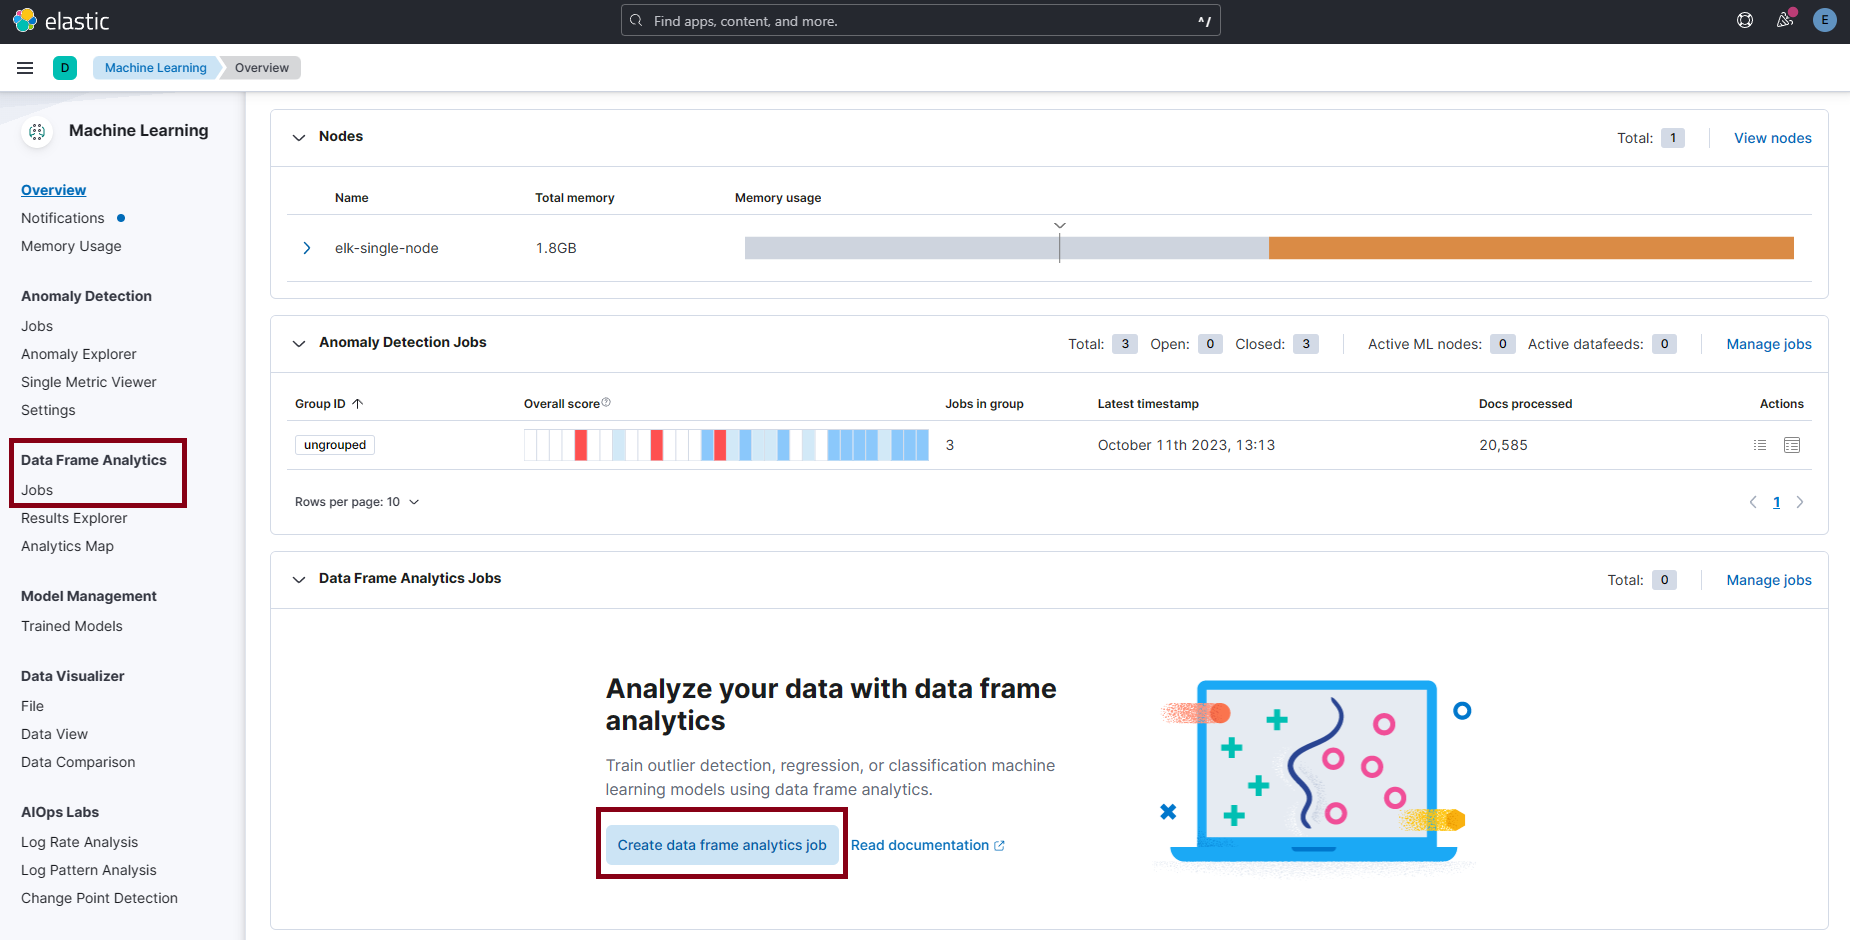 elastic
Find apps, content, and more.
^/
E
D
Machine Learning
Overview
Machine Learning
Overview
Notifications
Memory Usage
Anomaly Detection
Jobs
Anomaly Explorer
Single Metric Viewer
Settings
Data Frame Analytics
Jobs
Results Explorer
Analytics Map
Model Management
Trained Models
Data Visualizer
File
Data View
Data Comparison
AIOps Labs
Log Rate Analysis
Log Pattern Analysis
Change Point Detection
Nodes
Total: 1
View nodes
Name Total memory Memory usage
elk-single-node 1.8GB
Anomaly Detection Jobs
Total: 3 Open: 0 Closed: 3 Active ML nodes: 0 Active datafeeds: 0
Manage jobs
Group ID Overall score Jobs in group Latest timestamp Docs processed Actions
ungrouped 3 October 11th 2023, 13:13 20,585
Rows per page: 10
1
Data Frame Analytics Jobs
Total: 0
Manage jobs
Analyze your data with data frame
analytics
Train outlier detection, regression, or classification machine
learning models using data frame analytics.
Create data frame analytics job
Read documentation